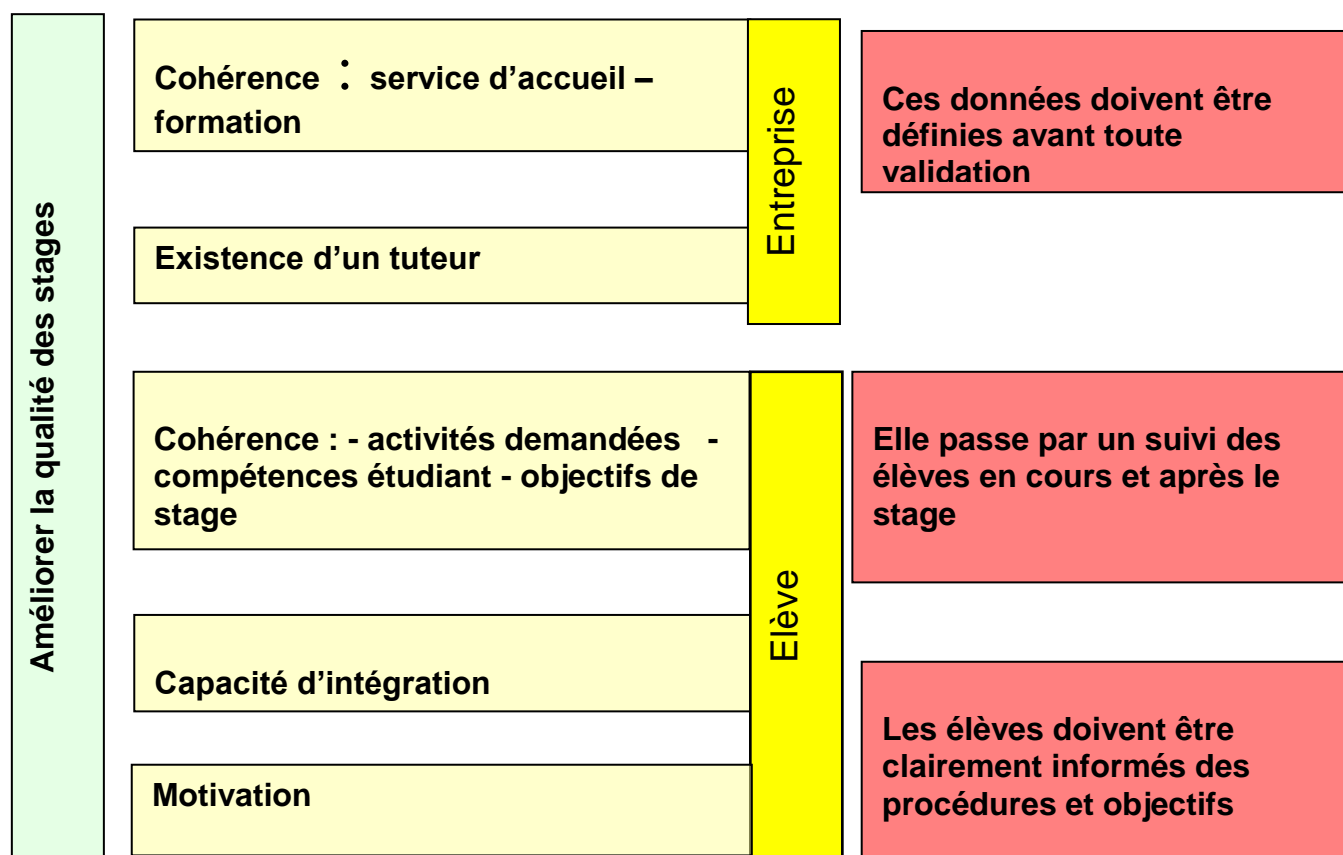 Améliorer la qualité des stages
Cohérence : service d’accueil –
formation
Existence d’un tuteur
Entreprise
Ces données doivent être
définies avant toute
validation
Cohérence : - activités demandées -
compétences étudiant - objectifs de
stage
Capacité d’intégration
Motivation
Elève
Elle passe par un suivi des
élèves en cours et après le
stage
Les élèves doivent être
clairement informés des
procédures et objectifs